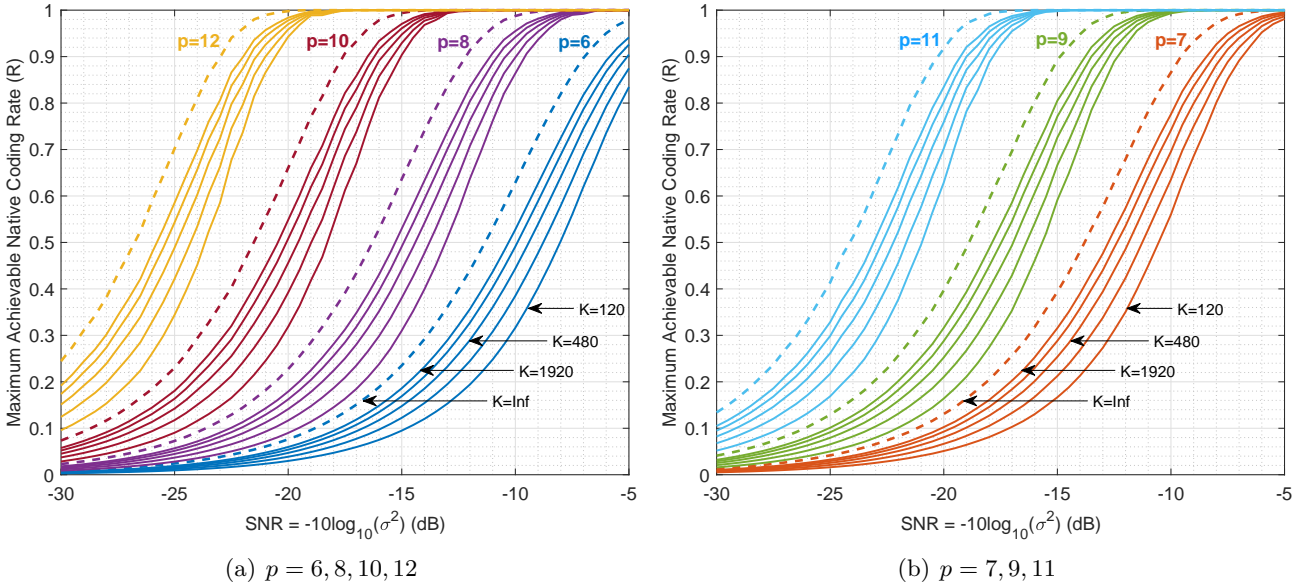 Maximum Achievable Native Coding Rate (R)
1
0.9
0.8
0.7
0.6
0.5
0.4
0.3
0.2
0.1
0
p=12
p=10
p=8
p=6
K=120
K=480
K=1920
K=Inf
-30
-25
-20
-15
-10
-5
SNR = -10log10(σ2) (dB)
(a) p = 6, 8, 10, 12
Maximum Achievable Native Coding Rate (R)
1
0.9
0.8
0.7
0.6
0.5
0.4
0.3
0.2
0.1
0
p=11
p=9
p=7
K=120
K=480
K=1920
K=Inf
-30
-25
-20
-15
-10
-5
SNR = -10log10(σ2) (dB)
(b) p = 7, 9, 11